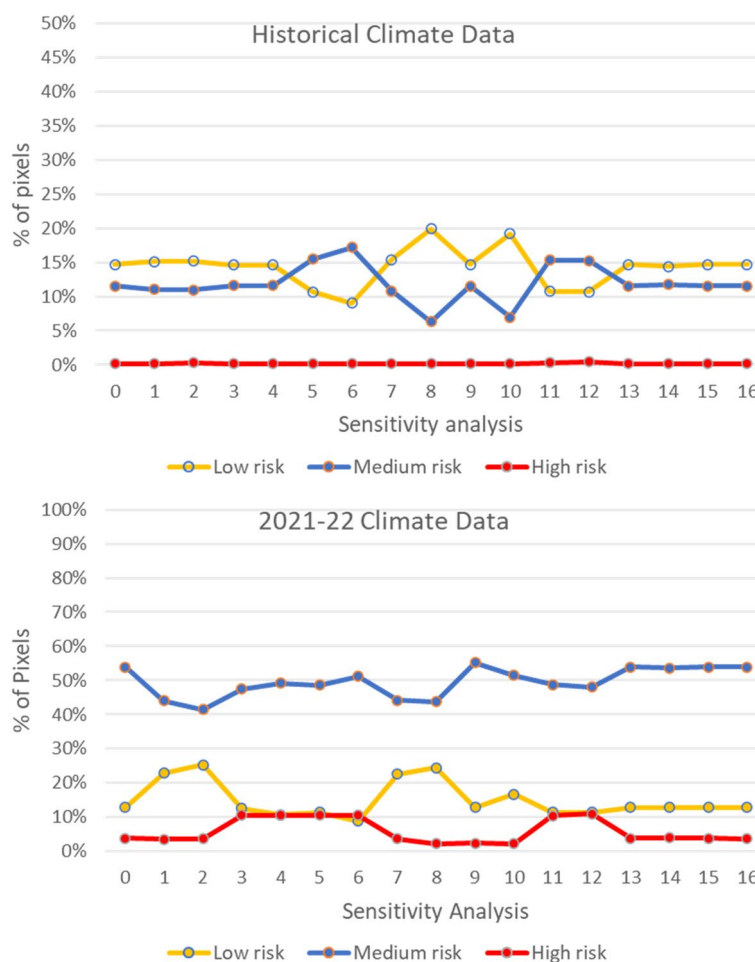 Historical Climate Data
50%
45%
40%
35%
30%
25%
20%
15%
10%
5%
0%
% of pixels
0 1 2 3 4 5 6 7 8 9 10 11 12 13 14 15 16
Sensitivity analysis
Low risk Medium risk High risk
2021-22 Climate Data
100%
90%
80%
70%
60%
50%
40%
30%
20%
10%
0%
% of Pixels
0 1 2 3 4 5 6 7 8 9 10 11 12 13 14 15 16
Sensitivity Analysis
Low risk Medium risk High risk